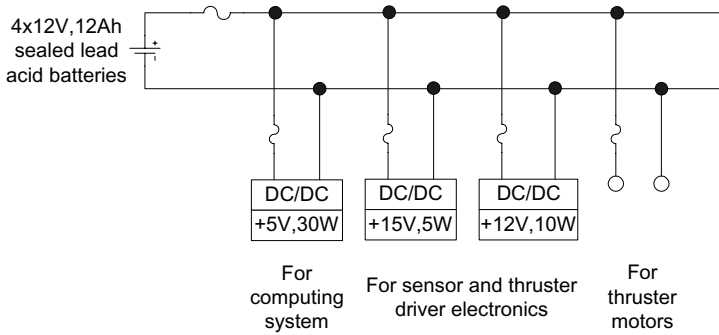 4x12V,12Ah
sealed lead
acid batteries
+
-
DC/DC
+5V,30W
DC/DC
+15V,5W
DC/DC
+12V,10W
For
computing
system
For sensor and thruster
driver electronics
For
thruster
motors